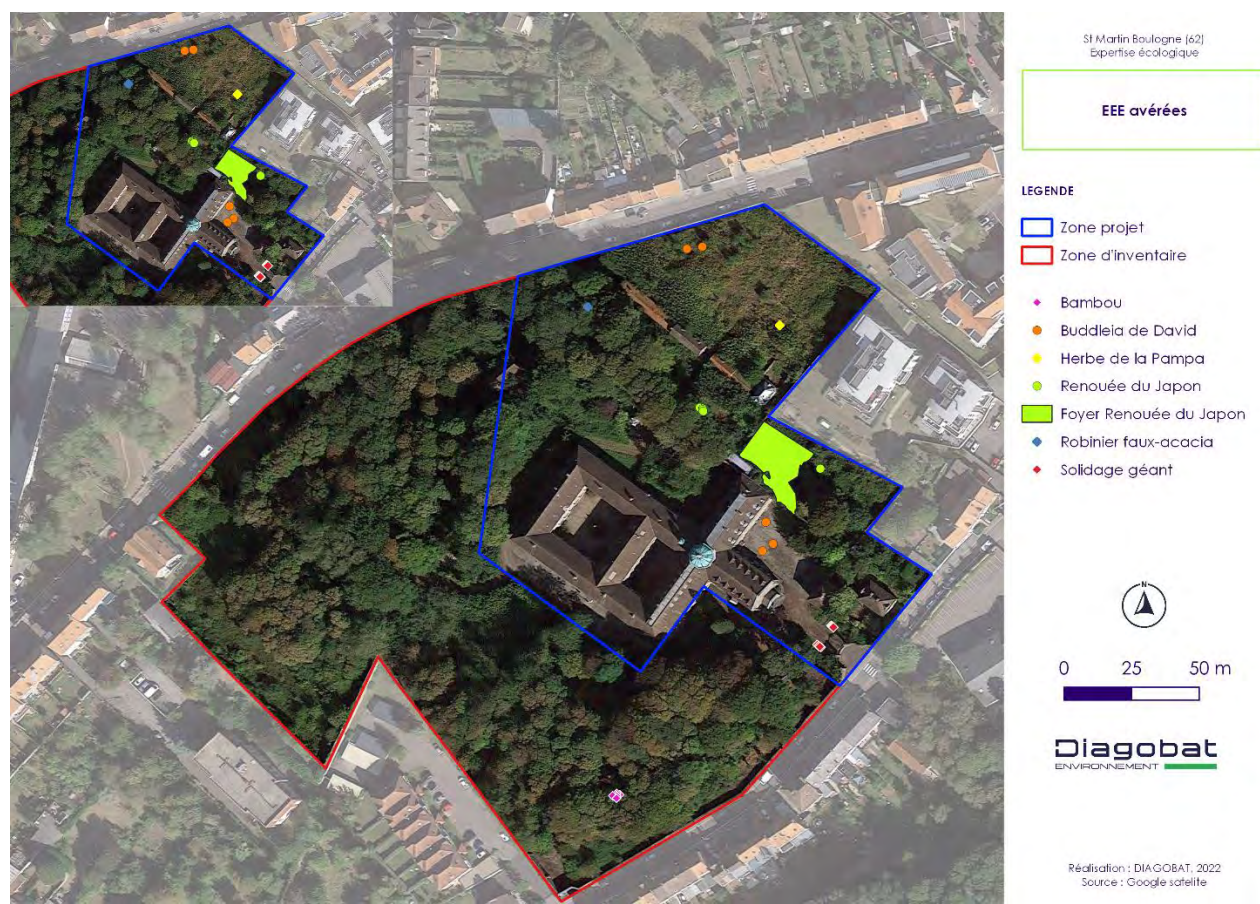 St Martin Boulogne (62)
Expertise écologique
EEE avérées
LEGENDE
Zone projet
Zone d'inventaire
Bambou
Buddleia de David
Herbe de la Pampa
Renouée du Japon
Foyer Renouée du Japon
Robinier faux-acacia
Solidage géant
N
0 25 50 m
Diagobat
ENVIRONNEMENT
Réalisation : DIAGOBAT, 2022
Source : Google satelite